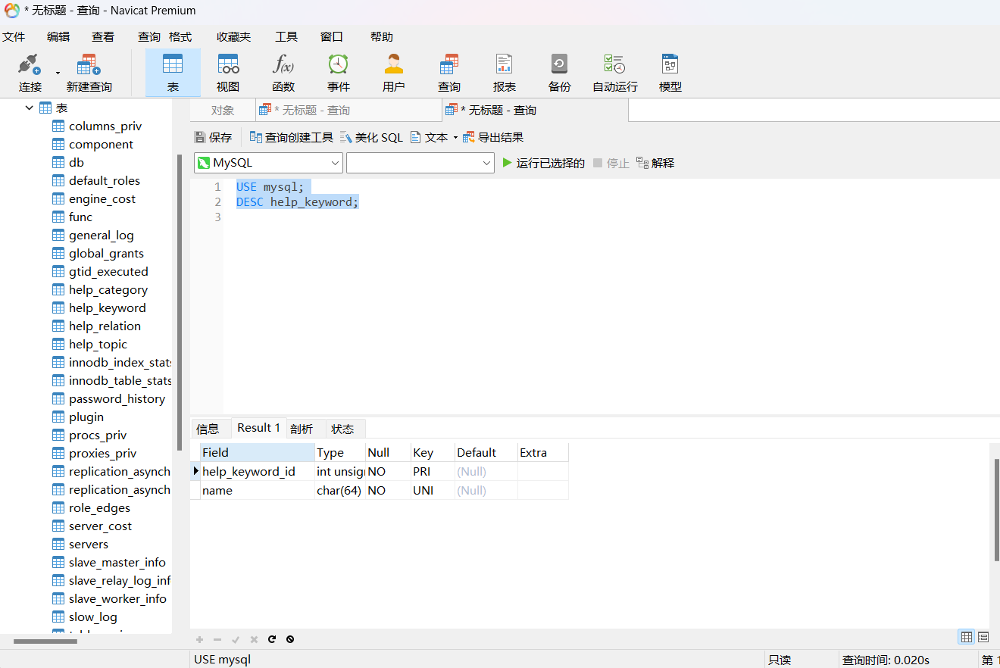 * 无标题 - 查询 - Navicat Premium
文件 编辑 查看 查询 格式 收藏夹 工具 窗口 帮助
连接 新建查询 表 视图 函数 事件 用户 查询 报表 备份 自动运行 模型
对象 * 无标题 - 查询 * 无标题 - 查询
保存 查询创建工具 美化 SQL 文本 导出结果
MySQL 运行已选择的 停止 解释
表
columns_priv
component
db
default_roles
engine_cost
func
general_log
global_grants
gtid_executed
help_category
help_keyword
help_relation
help_topic
innodb_index_stats
innodb_table_stats
password_history
plugin
procs_priv
proxies_priv
replication_asynch
replication_asynch
role_edges
server_cost
servers
slave_master_info
slave_relay_log_inf
slave_worker_info
slow_log
1 USE mysql;
2 DESC help_keyword;
3
信息 Result 1 剖析 状态
Field Type Null Key Default Extra
help_keyword_id int unsig NO PRI (Null)
name char(64) NO UNI (Null)
USE mysql 只读 查询时间: 0.020s 第 1